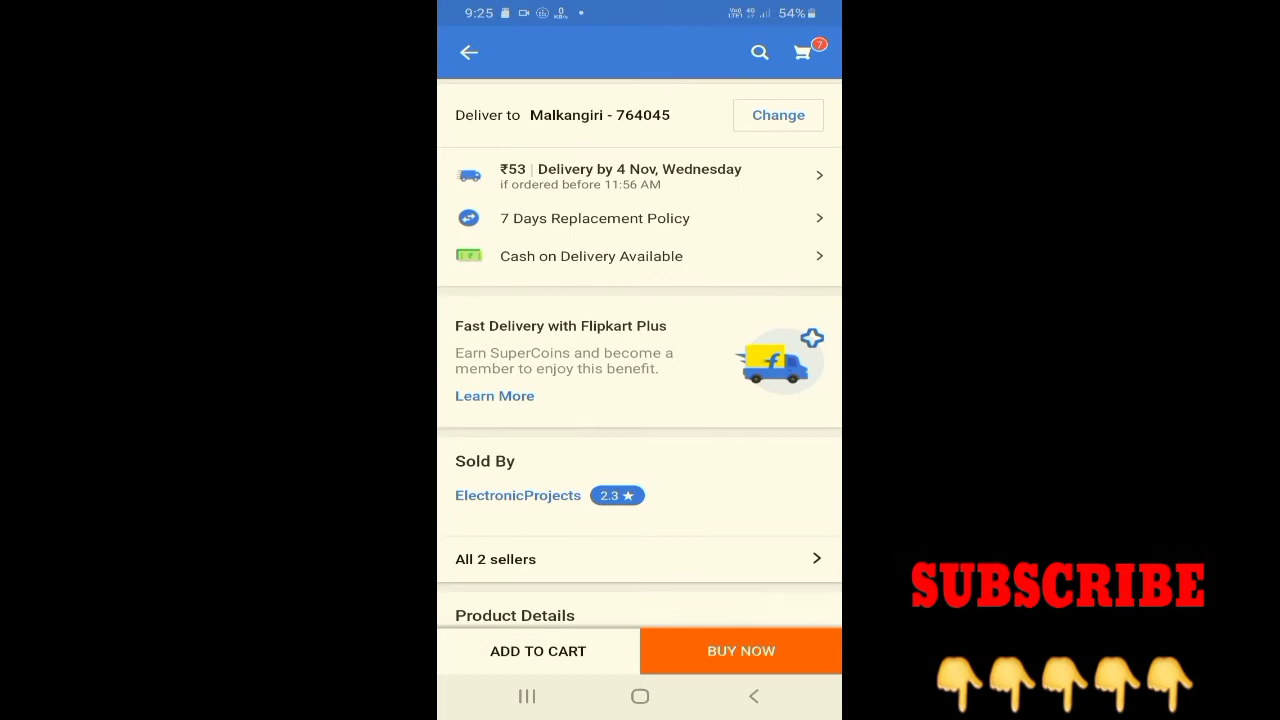 9:25
0
KB/s
54%
7
Deliver to Malkangiri - 764045
Change
₹53 | Delivery by 4 Nov, Wednesday
if ordered before 11:56 AM
7 Days Replacement Policy
Cash on Delivery Available
Fast Delivery with Flipkart Plus
Earn SuperCoins and become a
member to enjoy this benefit.
Learn More
Sold By
ElectronicProjects 2.3 ★
All 2 sellers
Product Details
ADD TO CART
BUY NOW
SUBSCRIBE